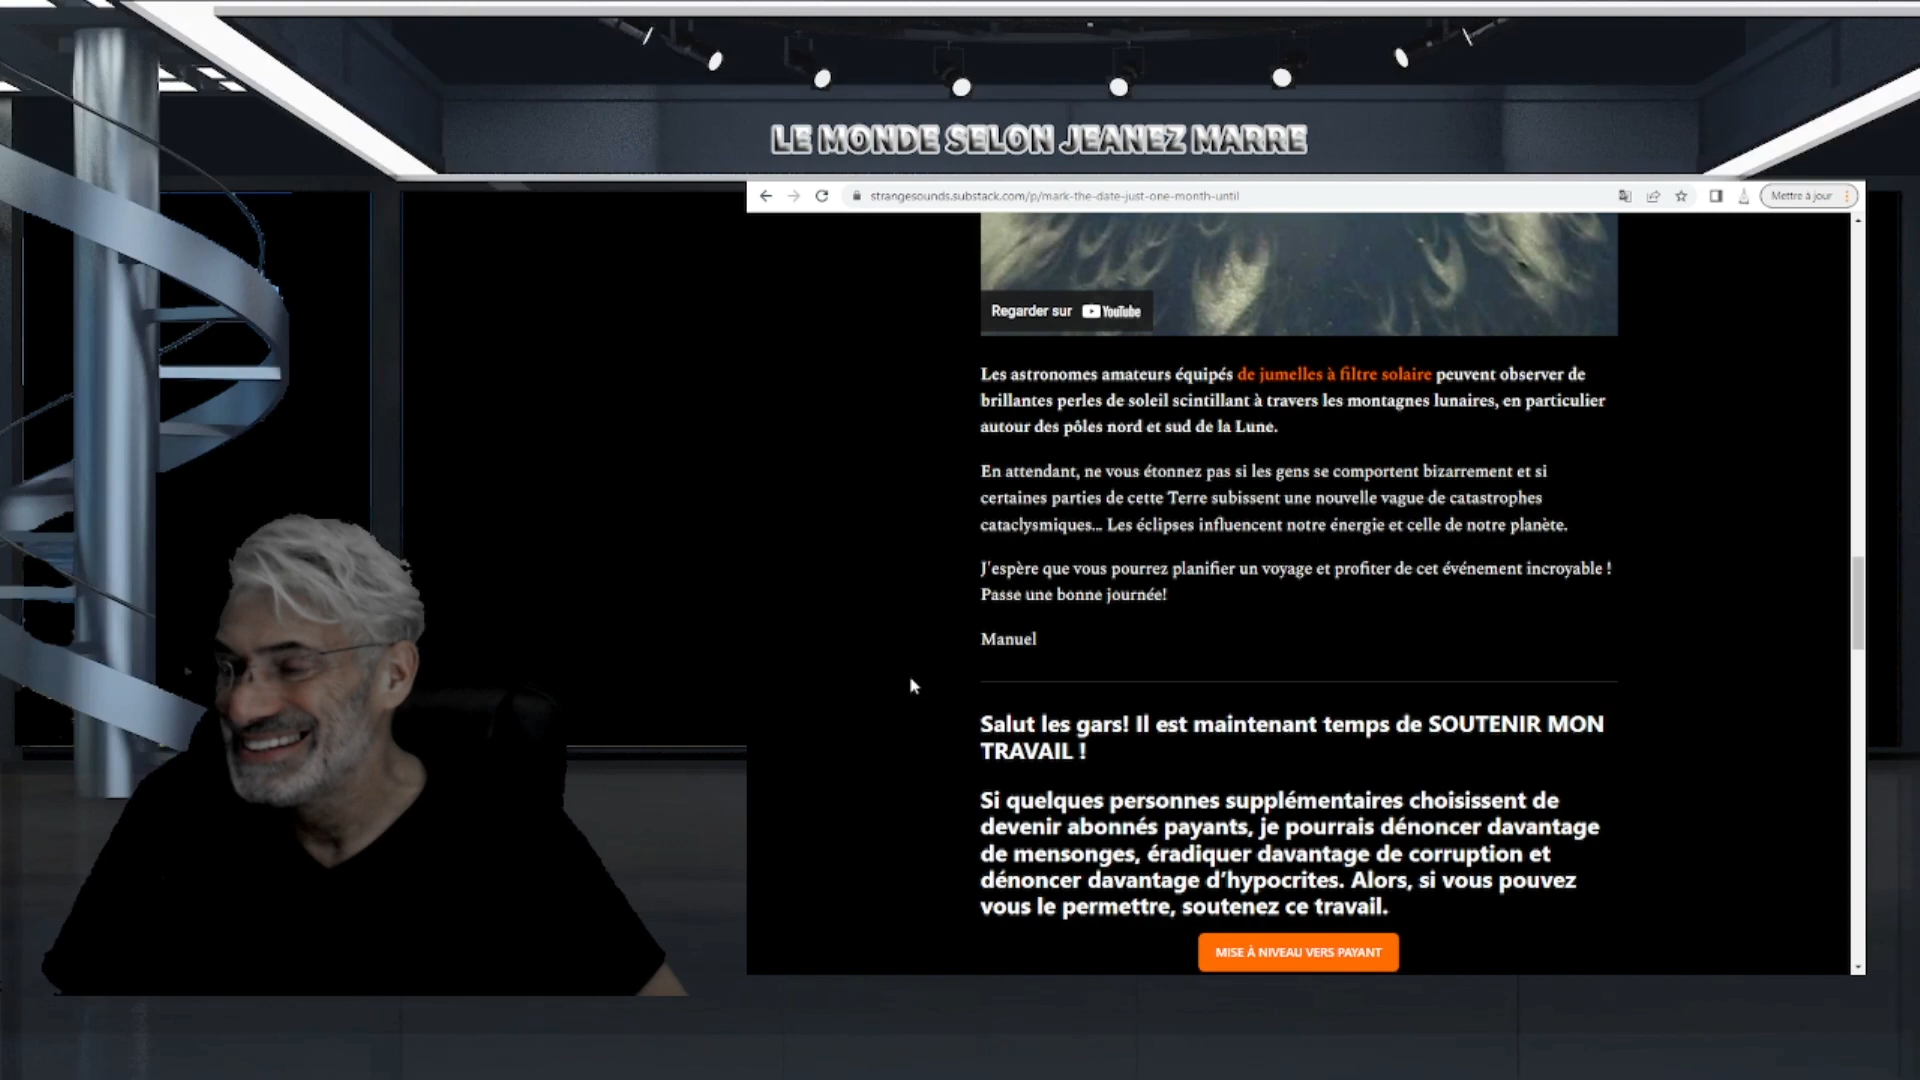 LE MONDE SELON JEANEZ MARRE
strangesounds.substack.com/p/mark-the-date-just-one-month-until
Mettre à jour
Regarder sur YouTube
Les astronomes amateurs équipés de jumelles à filtre solaire peuvent observer de
brillantes perles de soleil scintillant à travers les montagnes lunaires, en particulier
autour des pôles nord et sud de la Lune.
En attendant, ne vous étonnez pas si les gens se comportent bizarrement et si
certaines parties de cette Terre subissent une nouvelle vague de catastrophes
cataclysmiques... Les éclipses influencent notre énergie et celle de notre planète.
J'espère que vous pourrez planifier un voyage et profiter de cet événement incroyable !
Passe une bonne journée!
Manuel
Salut les gars! Il est maintenant temps de SOUTENIR MON
TRAVAIL !
Si quelques personnes supplémentaires choisissent de
devenir abonnés payants, je pourrais dénoncer davantage
de mensonges, éradiquer davantage de corruption et
dénoncer davantage d’hypocrites. Alors, si vous pouvez
vous le permettre, soutenez ce travail.
MISE À NIVEAU VERS PAYANT